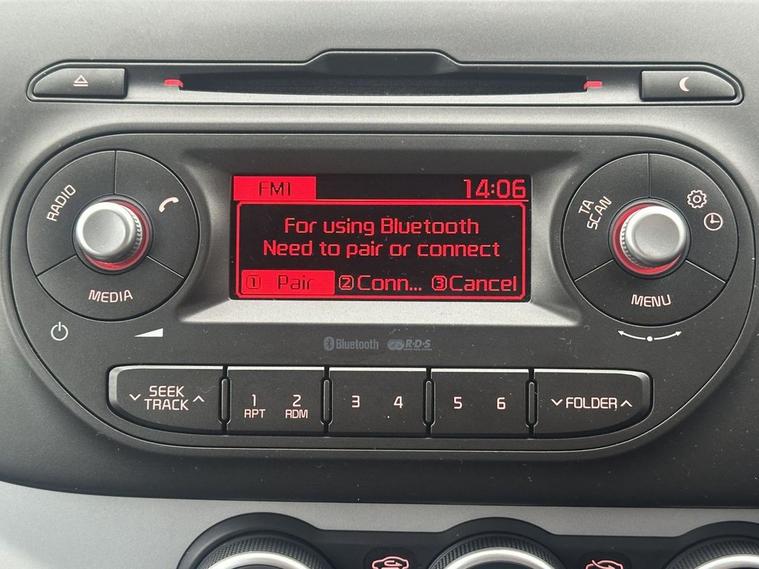 FM1 14:06
For using Bluetooth
Need to pair or connect
1 Pair 2 Conn... 3 Cancel
RADIO
MEDIA
TA
SCAN
MENU
Bluetooth R·D·S
SEEK
TRACK
1 2 3 4 5 6
RPT RDM
FOLDER